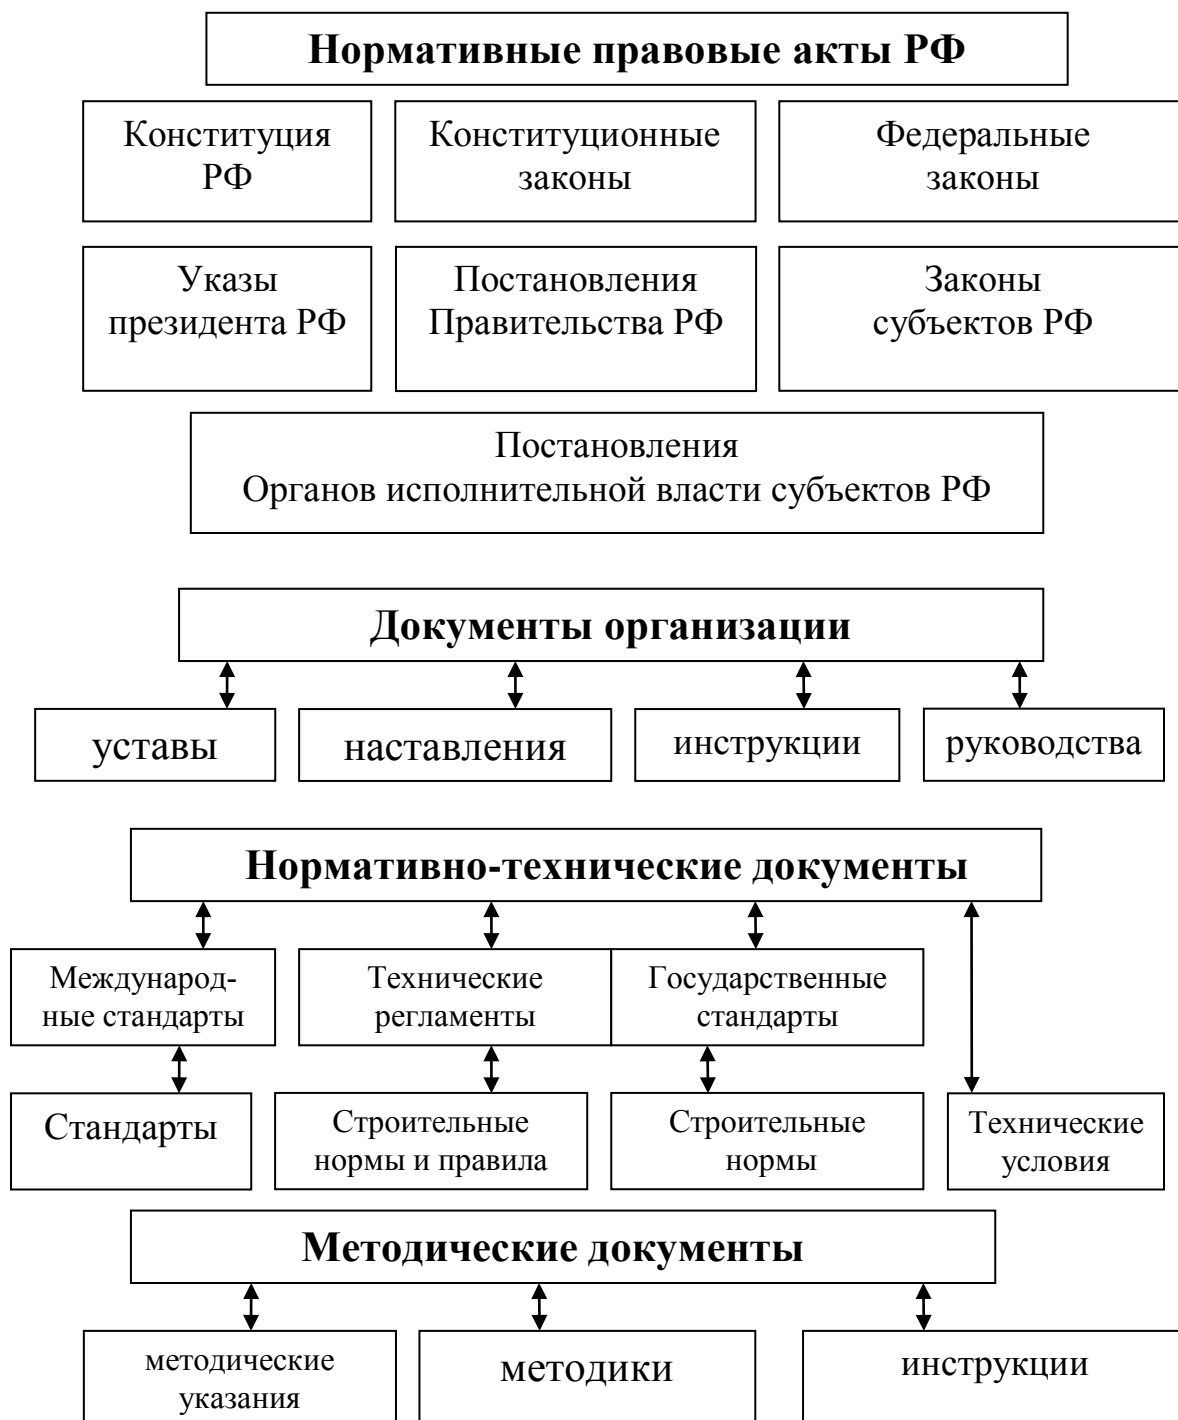 Нормативные правовые акты РФ
Конституция
РФ
Конституционные
законы
Федеральные
законы
Указы
президента РФ
Постановления
Правительства РФ
Законы
субъектов РФ
Постановления
Органов исполнительной власти субъектов РФ
Документы организации
уставы
наставления
инструкции
руководства
Нормативно-технические документы
Международ-
ные стандарты
Технические
регламенты
Государственные
стандарты
Стандарты
Строительные
нормы и правила
Строительные
нормы
Технические
условия
Методические документы
методические
указания
методики
инструкции